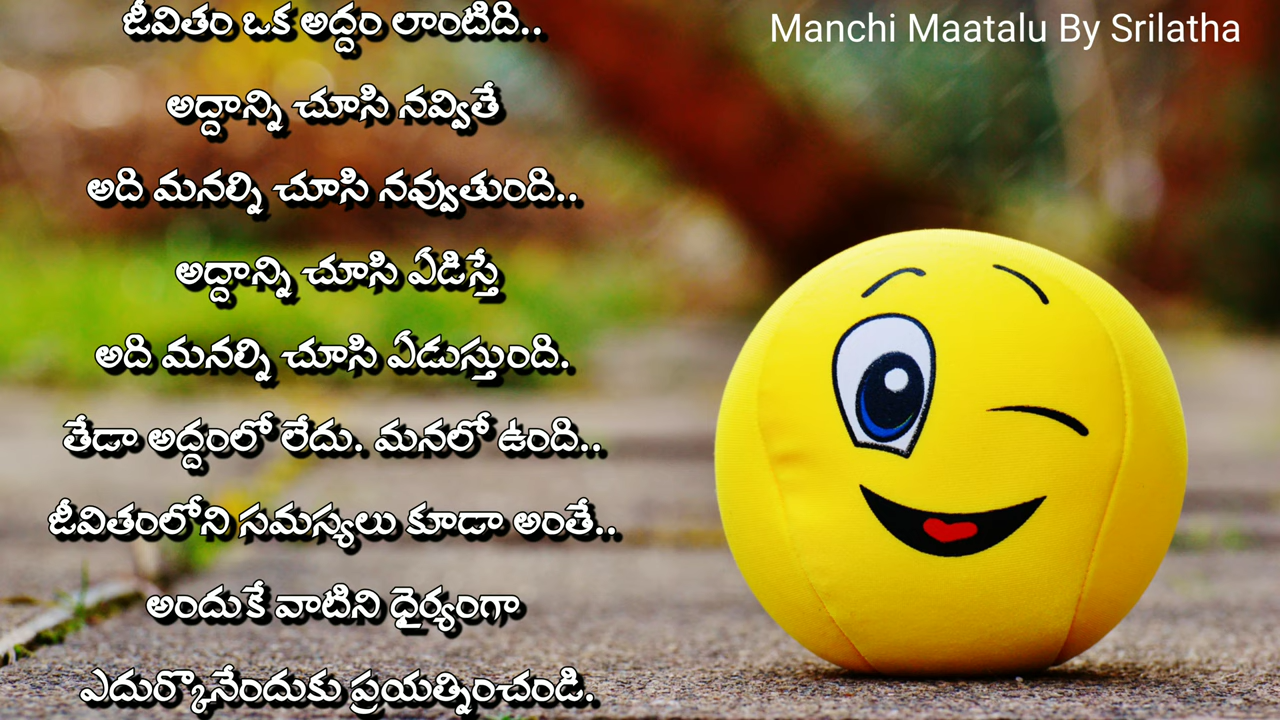 జీవితం ఒక అద్దం లాంటిది..
Manchi Maatalu By Srilatha
అద్దాన్ని చూసి నవ్వితే
అది మనల్ని చూసి నవ్వుతుంది..
అద్దాన్ని చూసి ఏడిస్తే
అది మనల్ని చూసి ఏడుస్తుంది.
తేడా అద్దంలో లేదు. మనలో ఉంది..
జీవితంలోని సమస్యలు కూడా అంతే..
అందుకే వాటిని ధైర్యంగా
ఎదుర్కొనేందుకు ప్రయత్నించండి.